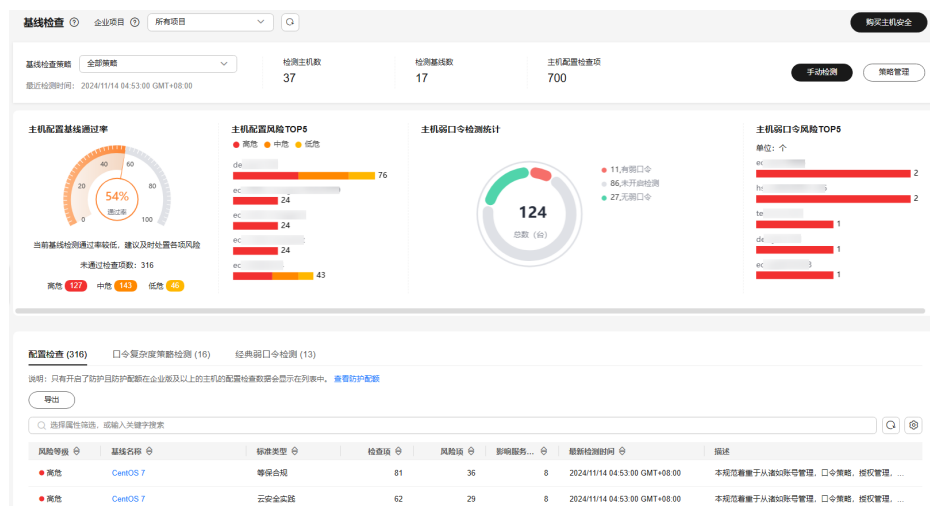 基线检查 企业项目 所有项目 购买主机安全
基线检查策略 全部策略
最近检测时间： 2024/11/14 04:53:00 GMT+08:00
检测主机数
37
检测基线数
17
主机配置检查项
700
手动检测 策略管理
主机配置基线通过率
0 20 40 60 80 100
54%
通过率
当前基线检测通过率较低，建议及时处置各项风险
未通过检查项数：316
高危 127 中危 143 低危 46
主机配置风险TOP5
高危 中危 低危
de
76
ec
24
ec
24
ec
24
ec
43
主机弱口令检测统计
124
总数（台）
11,有弱口令
86,未开启检测
27,无弱口令
主机弱口令风险TOP5
单位：个
ec
2
2
te
1
de
1
ec
1
配置检查 (316) 口令复杂度策略检测 (16) 经典弱口令检测 (13)
说明：只有开启了防护且防护配额在企业版及以上的主机的配置检查数据会显示在列表中。 查看防护配额
导出
选择属性筛选，或输入关键字搜索
风险等级 基线名称 标准类型 检查项 风险项 影响服务... 最新检测时间 描述
高危 CentOS 7 等保合规 81 36 8 2024/11/14 04:53:00 GMT+08:00 本规范着重于从诸如账号管理，口令策略，授权管理，...
高危 CentOS 7 云安全实践 62 29 8 2024/11/14 04:53:00 GMT+08:00 本规范着重于从诸如账号管理，口令策略，授权管理，...